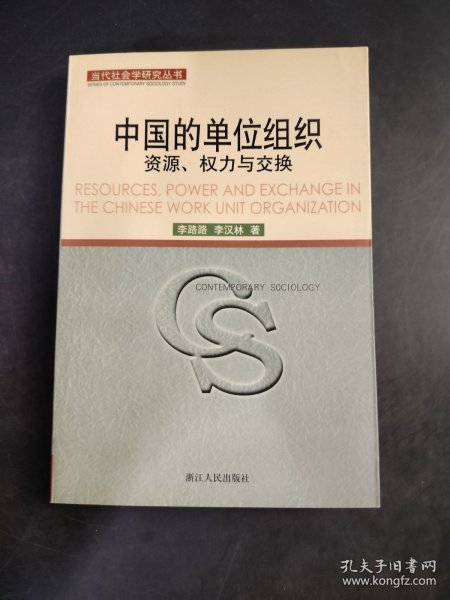 当代社会学研究丛书
SERIES OF CONTEMPORARY SOCIOLOGY STUDY
中国的单位组织
资源、权力与交换
RESOURCES, POWER AND EXCHANGE IN
THE CHINESE WORK UNIT ORGANIZATION
李路路 李汉林 著
CONTEMPORARY SOCIOLOGY
CS
浙江人民出版社
孔夫子旧书网
www.kongfz.com